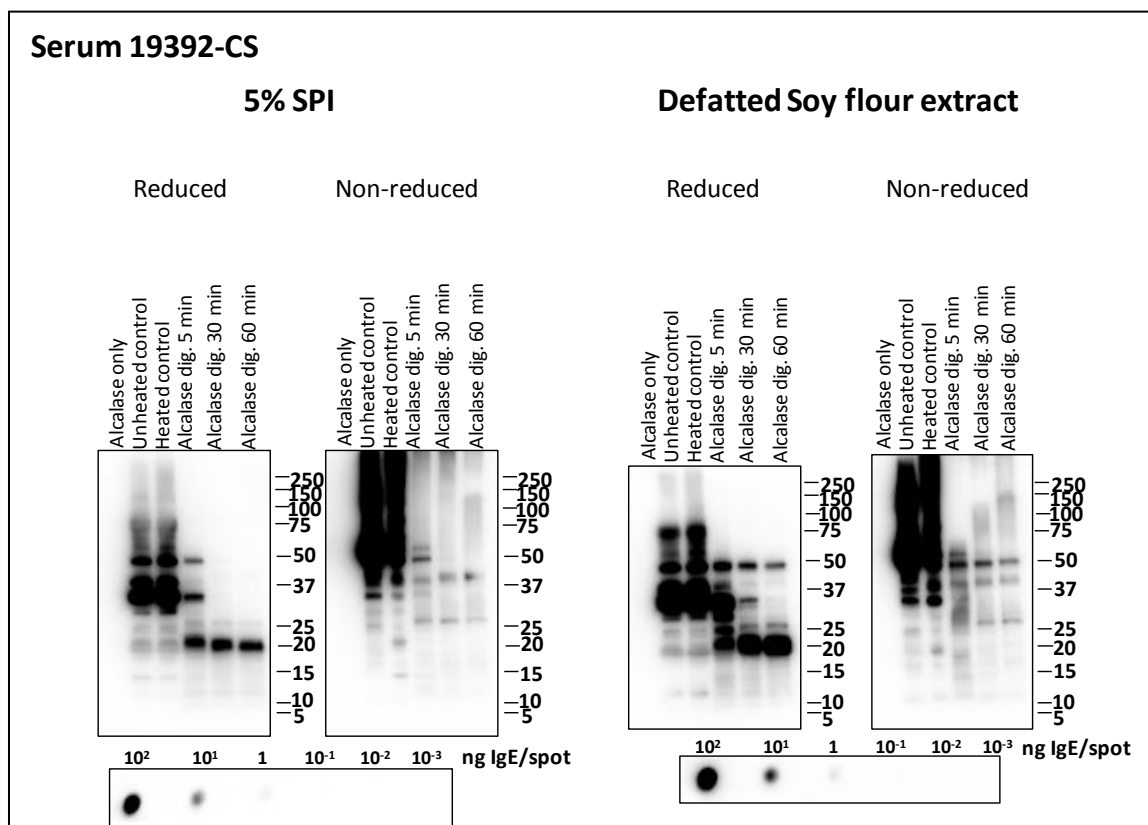 Serum 19392-CS
5% SPI
Defatted Soy flour extract
Reduced
Non-reduced
Reduced
Non-reduced
Alcalase only
Unheated control
Heated control
Alcalase dig. 5 min
Alcalase dig. 30 min
Alcalase dig. 60 min
Alcalase only
Unheated control
Heated control
Alcalase dig. 5 min
Alcalase dig. 30 min
Alcalase dig. 60 min
Alcalase only
Unheated control
Heated control
Alcalase dig. 5 min
Alcalase dig. 30 min
Alcalase dig. 60 min
Alcalase only
Unheated control
Heated control
Alcalase dig. 5 min
Alcalase dig. 30 min
Alcalase dig. 60 min
250
150
100
75
50
37
25
20
15
10
5
250
150
100
75
50
37
25
20
15
10
5
250
150
100
75
50
37
25
20
15
10
5
250
150
100
75
50
37
25
20
15
10
5
10² 10¹ 1 10⁻¹ 10⁻² 10⁻³ ng IgE/spot 10² 10¹ 1 10⁻¹ 10⁻² 10⁻³